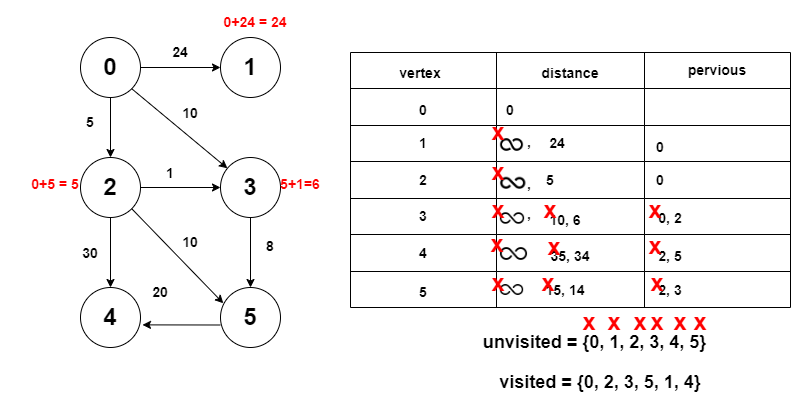 0+24 = 24
0
24
1
5
10
0+5 = 5
2
1
3
5+1=6
30
10
8
20
4
5
vertex distance pervious
0 0
1 ∞, 24 0
2 ∞, 5 0
3 ∞, 10, 6 0, 2
4 ∞ 35, 34 2, 5
5 ∞ 15, 14 2, 3
X X X X X X
unvisited = {0, 1, 2, 3, 4, 5}
visited = {0, 2, 3, 5, 1, 4}